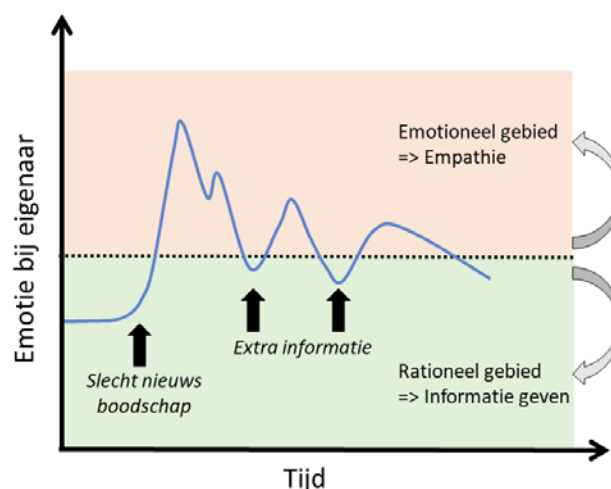 Emotie bij eigenaar
Emotioneel gebied
=> Empathie
Extra informatie
Slecht nieuws
boodschap
Rationeel gebied
=> Informatie geven
Tijd